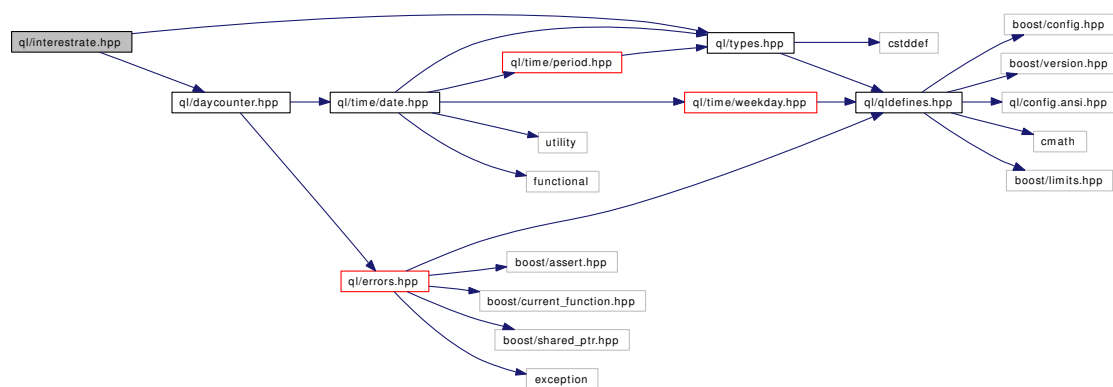 boost/config.hpp
ql/interestrate.hpp
ql/types.hpp
cstddef
ql/time/period.hpp
boost/version.hpp
ql/daycounter.hpp
ql/time/date.hpp
ql/time/weekday.hpp
ql/qldefines.hpp
ql/config.ansi.hpp
utility
cmath
functional
boost/limits.hpp
boost/assert.hpp
ql/errors.hpp
boost/current_function.hpp
boost/shared_ptr.hpp
exception